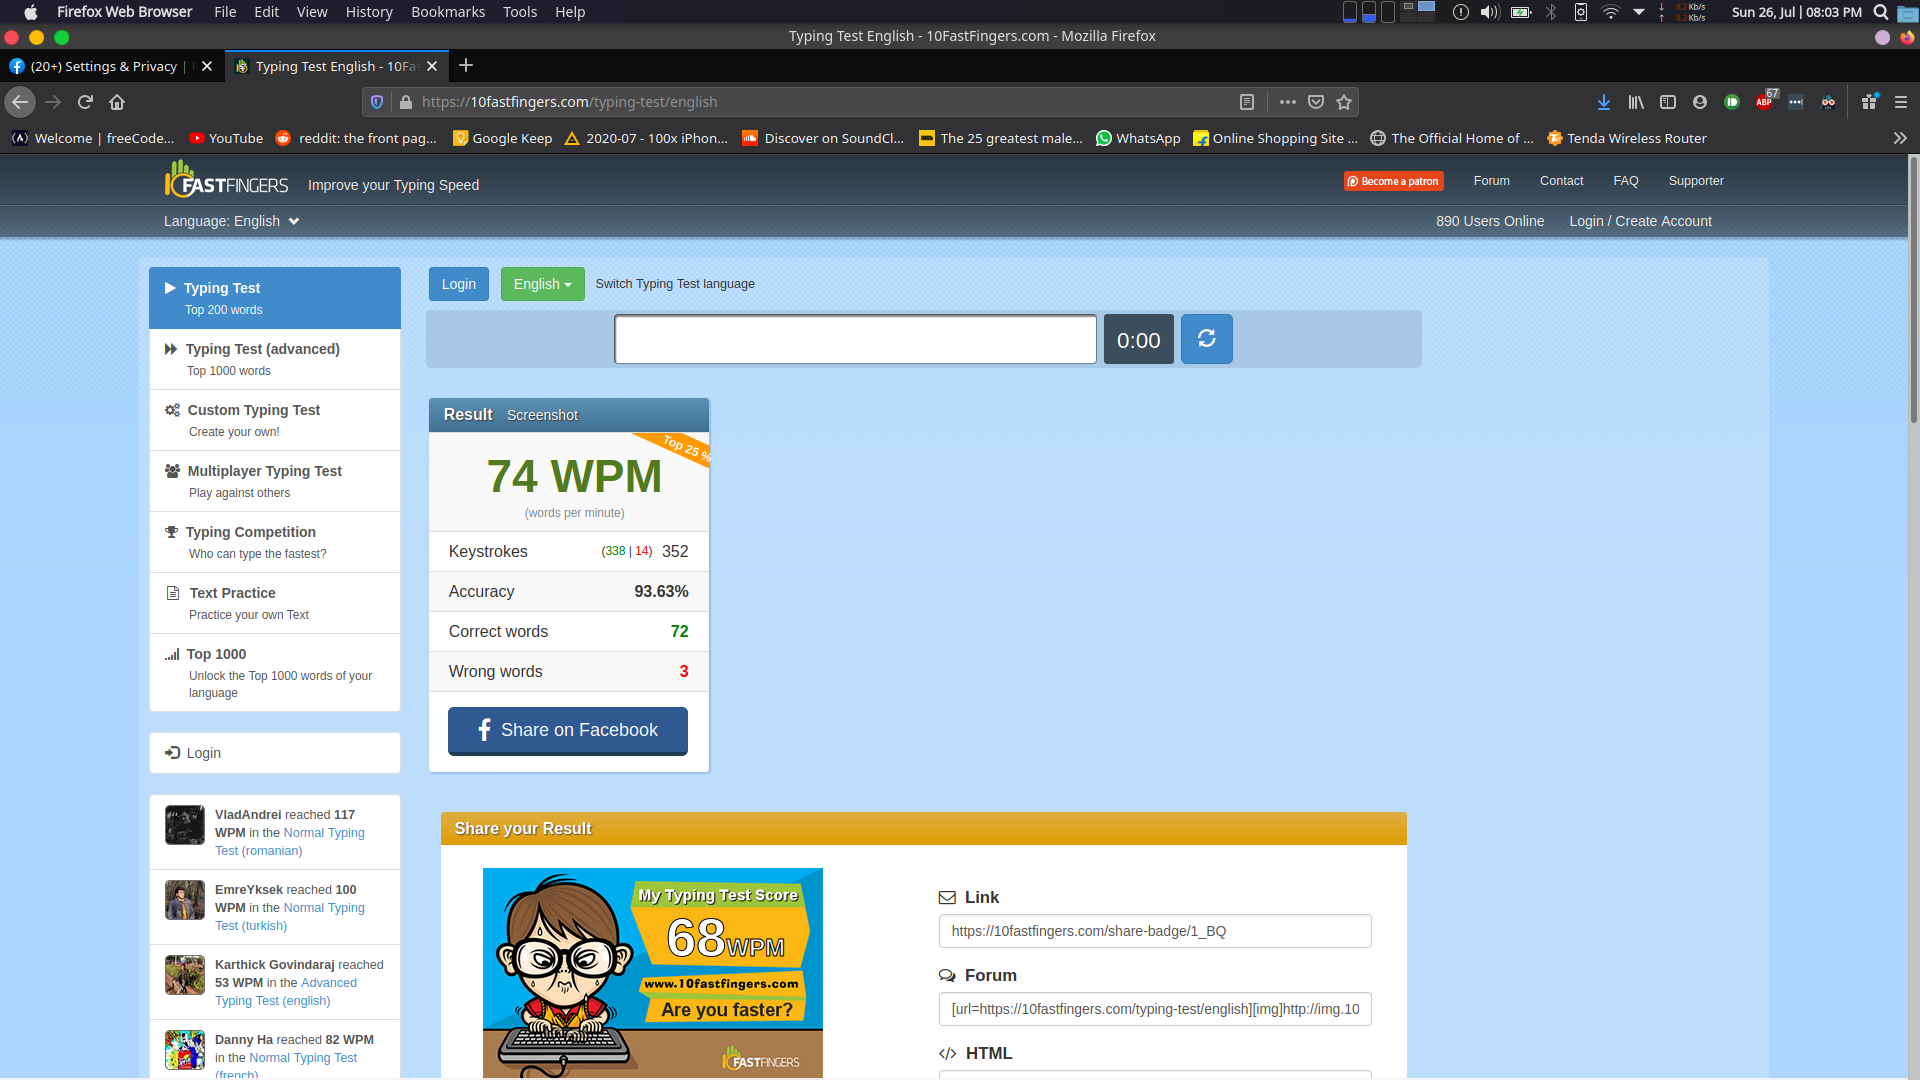 Firefox Web Browser File Edit View History Bookmarks Tools Help
Sun 26, Jul | 08:03 PM
Typing Test English - 10FastFingers.com - Mozilla Firefox
(20+) Settings & Privacy |
Typing Test English - 10Fas
https://10fastfingers.com/typing-test/english
67
ABP
Welcome | freeCode...
YouTube
reddit: the front pag...
Google Keep
2020-07 - 100x iPhon...
Discover on SoundCl...
The 25 greatest male...
WhatsApp
Online Shopping Site ...
The Official Home of ...
Tenda Wireless Router
10FASTFINGERS
Improve your Typing Speed
Become a patron
Forum
Contact
FAQ
Supporter
Language: English
890 Users Online
Login / Create Account
Typing Test
Top 200 words
Typing Test (advanced)
Top 1000 words
Custom Typing Test
Create your own!
Multiplayer Typing Test
Play against others
Typing Competition
Who can type the fastest?
Text Practice
Practice your own Text
Top 1000
Unlock the Top 1000 words of your
language
Login
VladAndrei reached 117
WPM in the Normal Typing
Test (romanian)
EmreYksek reached 100
WPM in the Normal Typing
Test (turkish)
Karthick Govindaraj reached
53 WPM in the Advanced
Typing Test (english)
Danny Ha reached 82 WPM
in the Normal Typing Test
(french)
Login
English
Switch Typing Test language
0:00
Result Screenshot
Top 25 %
74 WPM
(words per minute)
Keystrokes (338 | 14) 352
Accuracy 93.63%
Correct words 72
Wrong words 3
Share on Facebook
Share your Result
My Typing Test Score
68 WPM
www.10fastfingers.com
Are you faster?
10FASTFINGERS
Link
https://10fastfingers.com/share-badge/1_BQ
Forum
[url=https://10fastfingers.com/typing-test/english][img]http://img.10
HTML